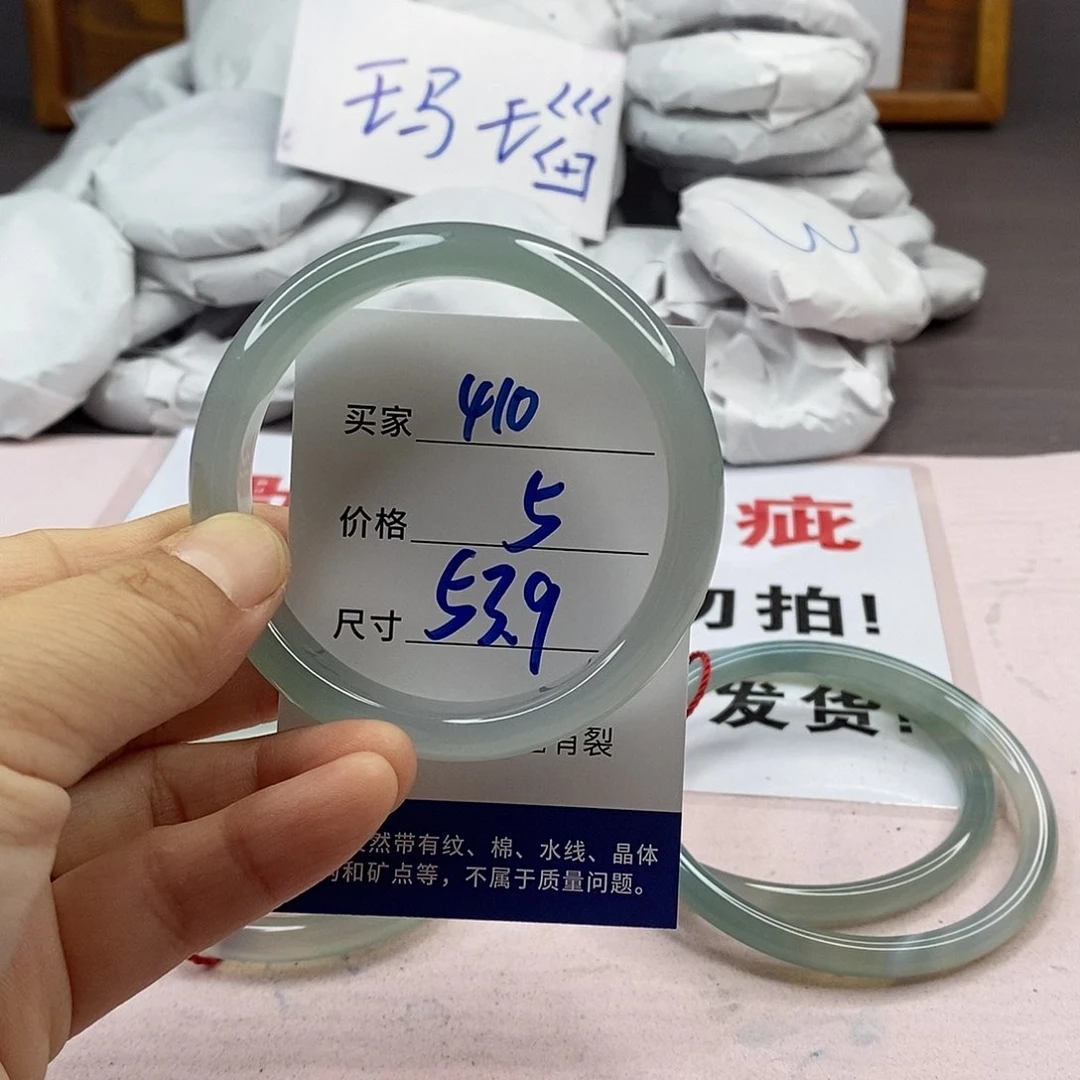 玛瑙
W
买家 410
价格 5
尺寸 53.9
有裂
然带有纹、棉、水线、晶体
和矿点等，不属于质量问题。
疵
勿拍!
发货!